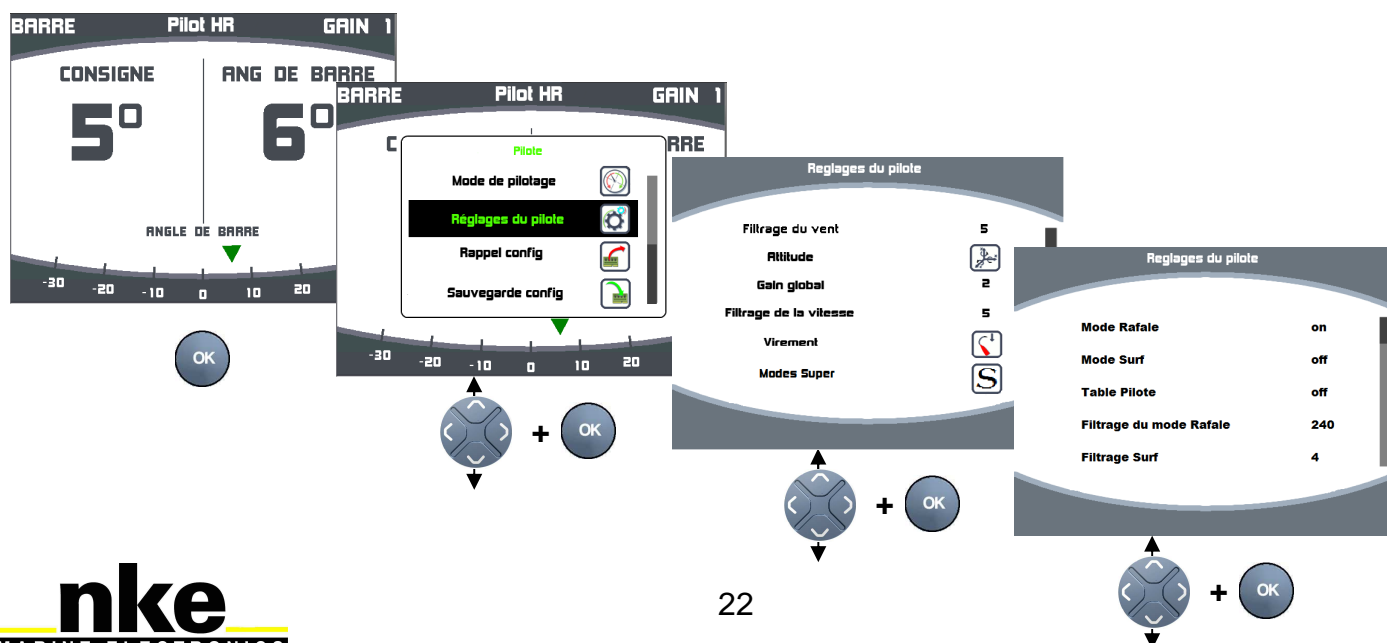 BARRE Pilot HR GAIN 1
CONSIGNE ANG DE BARRE
5° 6°
ANGLE DE BARRE
-30 -20 -10 0 10 20
OK
BARRE Pilot HR GAIN 1
C RRE
Pilote
Mode de pilotage
Réglages du pilote
Rappel config
Sauvegarde config
-30 -20 -10 0 10 20
+ OK
Reglages du pilote
Filtrage du vent 5
Attitude
Gain global 2
Filtrage de la vitesse 5
Virement
Modes Super S
+ OK
Reglages du pilote
Mode Rafale on
Mode Surf off
Table Pilote off
Filtrage du mode Rafale 240
Filtrage Surf 4
+ OK
nke
MARINE ELECTRONICS
22